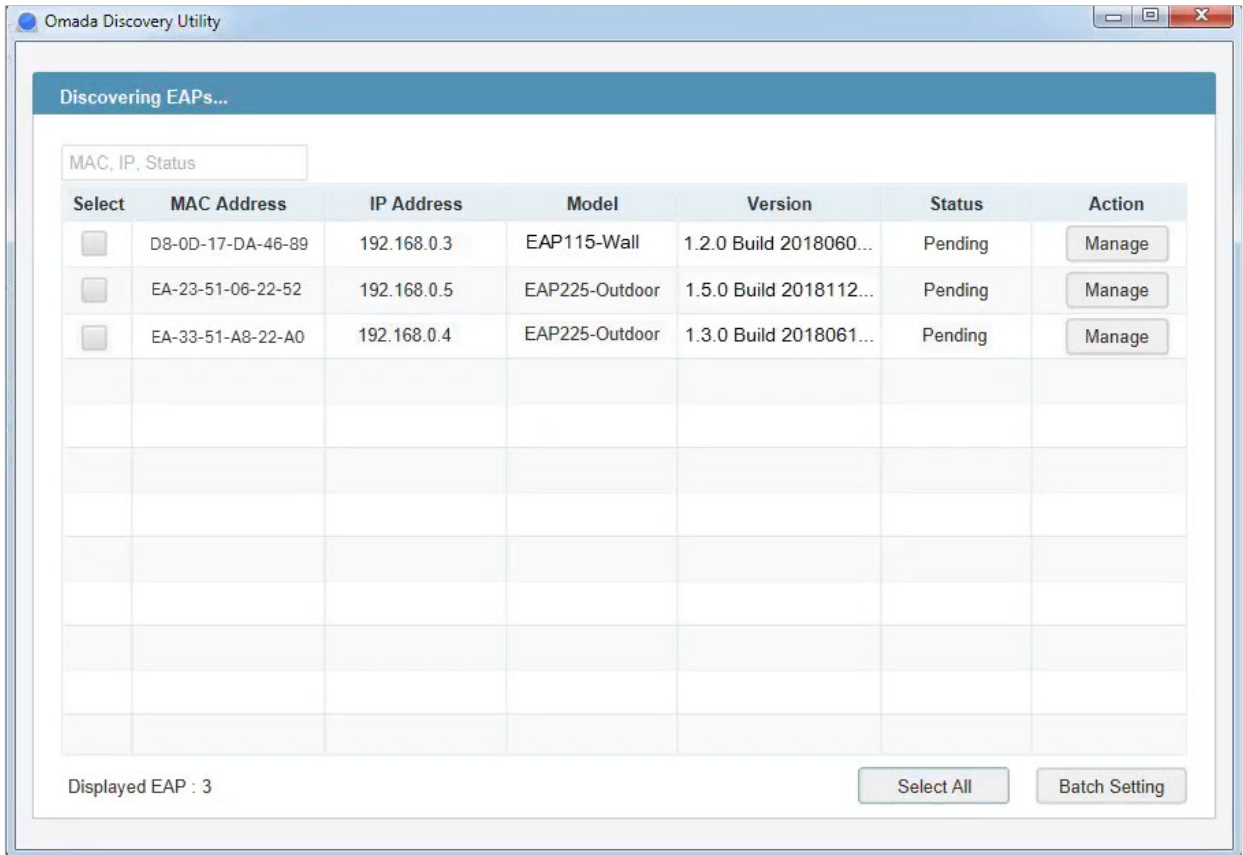 Omada Discovery Utility
Discovering EAPs...
MAC, IP, Status
Select MAC Address IP Address Model Version Status Action
D8-0D-17-DA-46-89 192.168.0.3 EAP115-Wall 1.2.0 Build 2018060... Pending Manage
EA-23-51-06-22-52 192.168.0.5 EAP225-Outdoor 1.5.0 Build 2018112... Pending Manage
EA-33-51-A8-22-A0 192.168.0.4 EAP225-Outdoor 1.3.0 Build 2018061... Pending Manage
Displayed EAP : 3 Select All Batch Setting